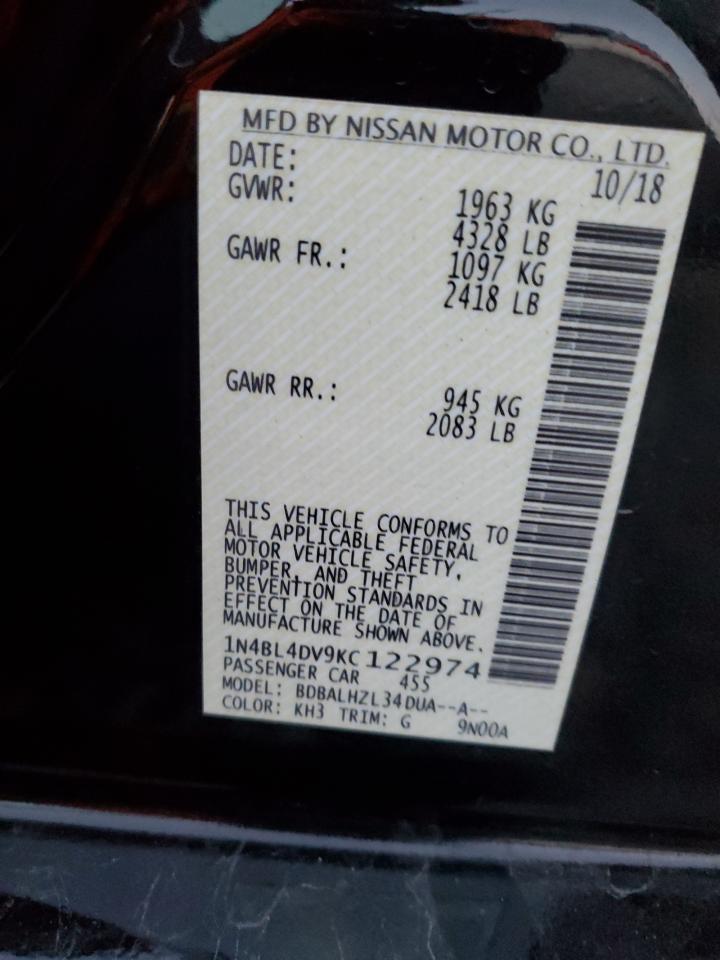 MFD BY NISSAN MOTOR CO., LTD.
DATE: 10/18
GVWR: 1963 KG
4328 LB
GAWR FR.: 1097 KG
2418 LB
GAWR RR.: 945 KG
2083 LB
THIS VEHICLE CONFORMS TO
ALL APPLICABLE FEDERAL
MOTOR VEHICLE SAFETY,
BUMPER, AND THEFT
PREVENTION STANDARDS IN
EFFECT ON THE DATE OF
MANUFACTURE SHOWN ABOVE.
1N4BL4DV9KC122974
PASSENGER CAR 455
MODEL: BDBALHZL34DUA--A--
COLOR: KH3 TRIM: G 9N00A